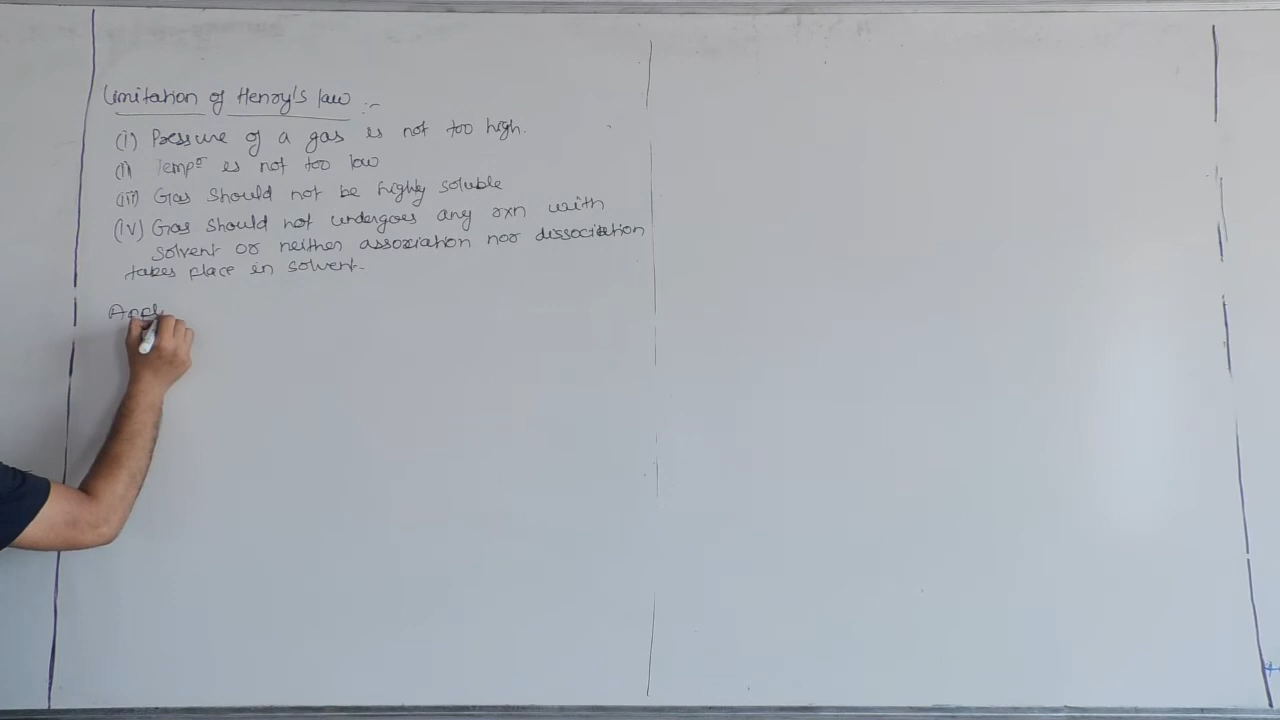 Limitation of Henry's law :-
(i) Pressure of a gas is not too high.
(ii) Tempr is not too low
(iii) Gas should not be highly soluble
(iv) Gas should not undergoes any rxn with
solvent or neither association nor dissociation
takes place in solvent.
Appl